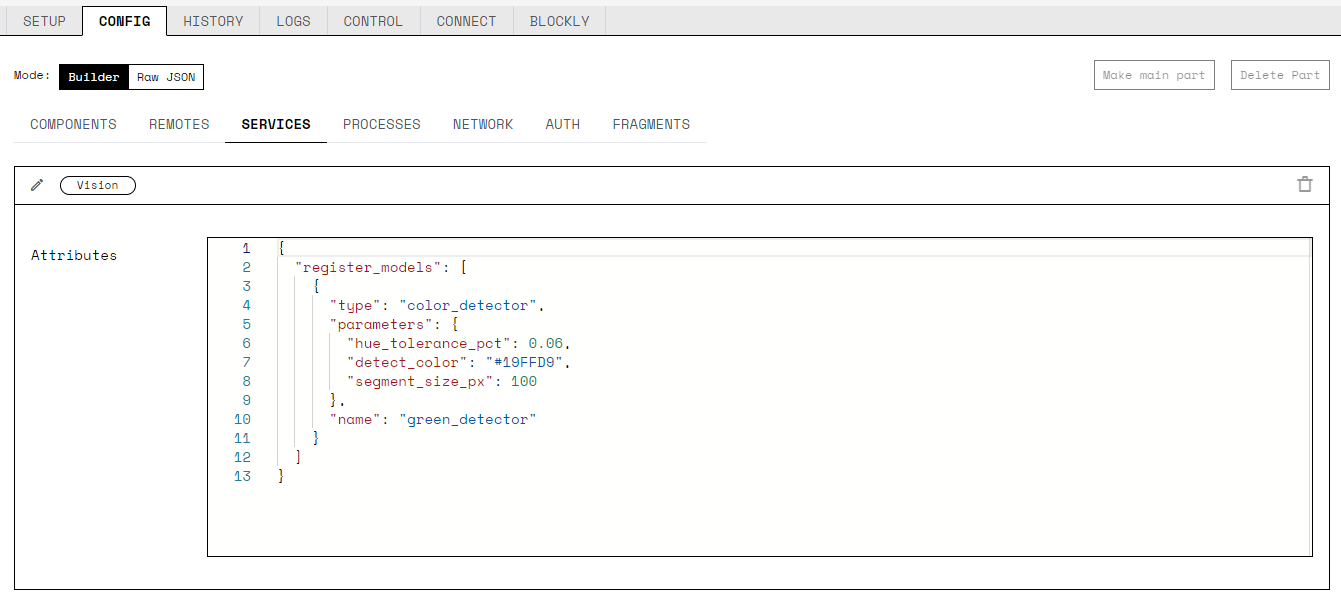 SETUP CONFIG HISTORY LOGS CONTROL CONNECT BLOCKLY
Mode: Builder Raw JSON Make main part Delete Part
COMPONENTS REMOTES SERVICES PROCESSES NETWORK AUTH FRAGMENTS
Vision
Attributes
1 {
2 "register_models": [
3 {
4 "type": "color_detector",
5 "parameters": {
6 "hue_tolerance_pct": 0.06,
7 "detect_color": "#19FFD9",
8 "segment_size_px": 100
9 },
10 "name": "green_detector"
11 }
12 ]
13 }